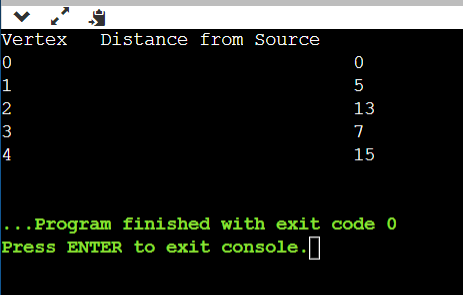 Vertex   Distance from Source
0                                0
1                                5
2                                13
3                                7
4                                15
...Program finished with exit code 0
Press ENTER to exit console.